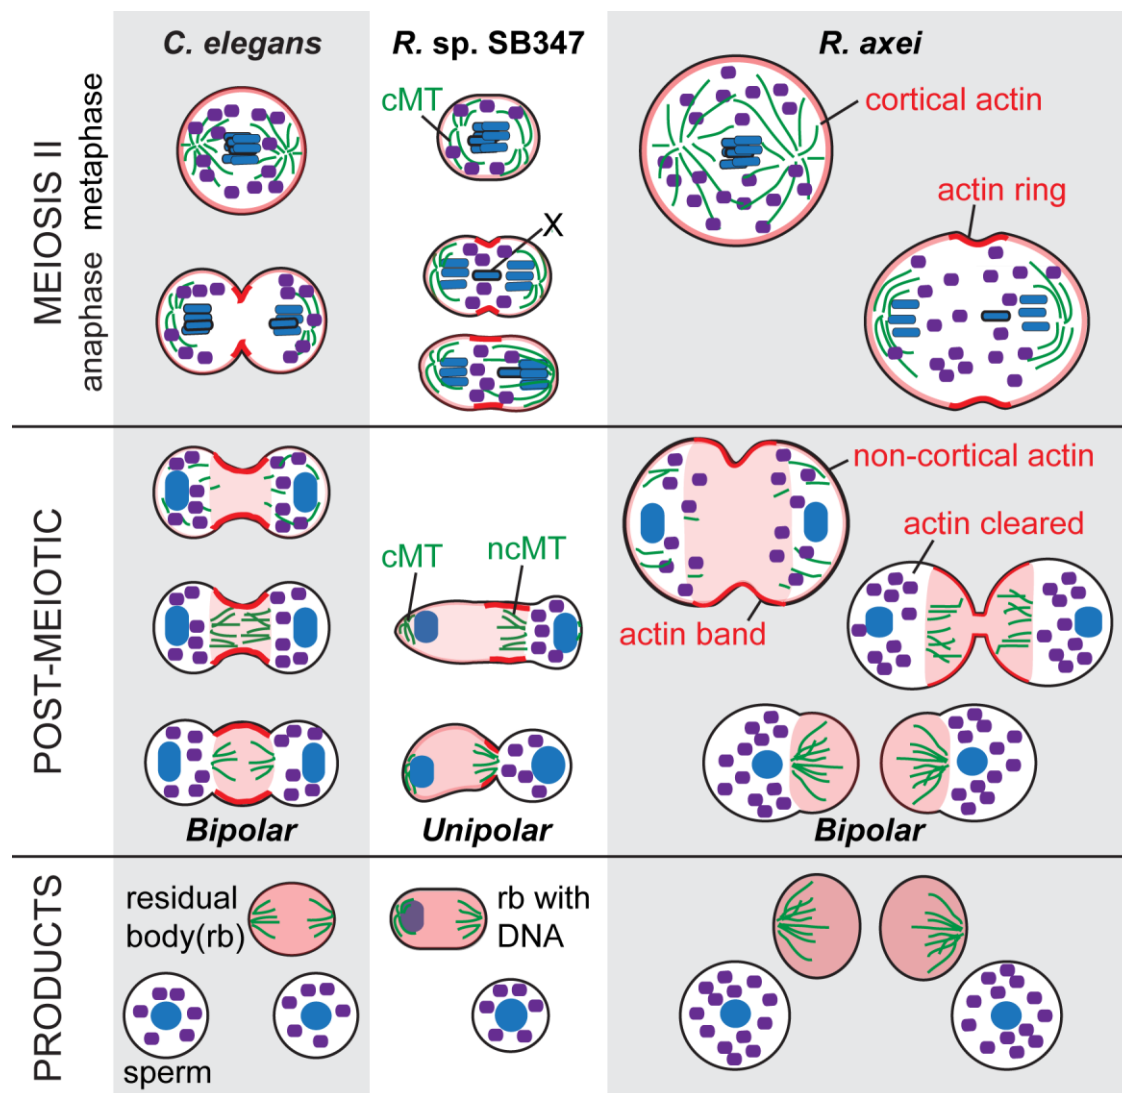 C. elegans
R. sp. SB347
R. axei
MEIOSIS II
metaphase
anaphase
cMT
cortical actin
actin ring
X
POST-MEIOTIC
cMT
ncMT
non-cortical actin
actin cleared
actin band
Bipolar
Unipolar
Bipolar
PRODUCTS
residual
body(rb)
rb with
DNA
sperm